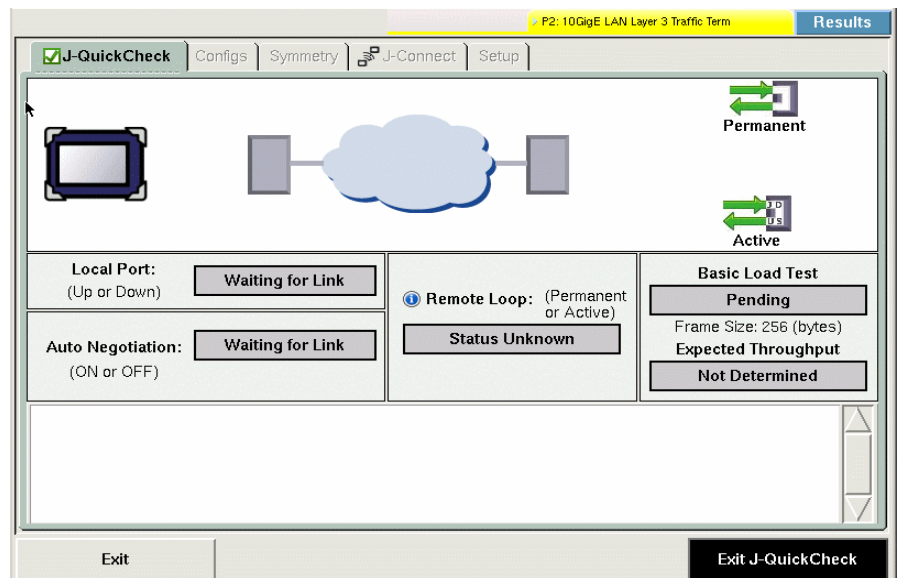 P2: 10GigE LAN Layer 3 Traffic Term
Results
J-QuickCheck
Configs
Symmetry
J-Connect
Setup
Permanent
J D
U S
Active
Local Port:
(Up or Down)
Waiting for Link
Auto Negotiation:
(ON or OFF)
Waiting for Link
Remote Loop:
(Permanent
or Active)
Status Unknown
Basic Load Test
Pending
Frame Size: 256 (bytes)
Expected Throughput
Not Determined
Exit
Exit J-QuickCheck